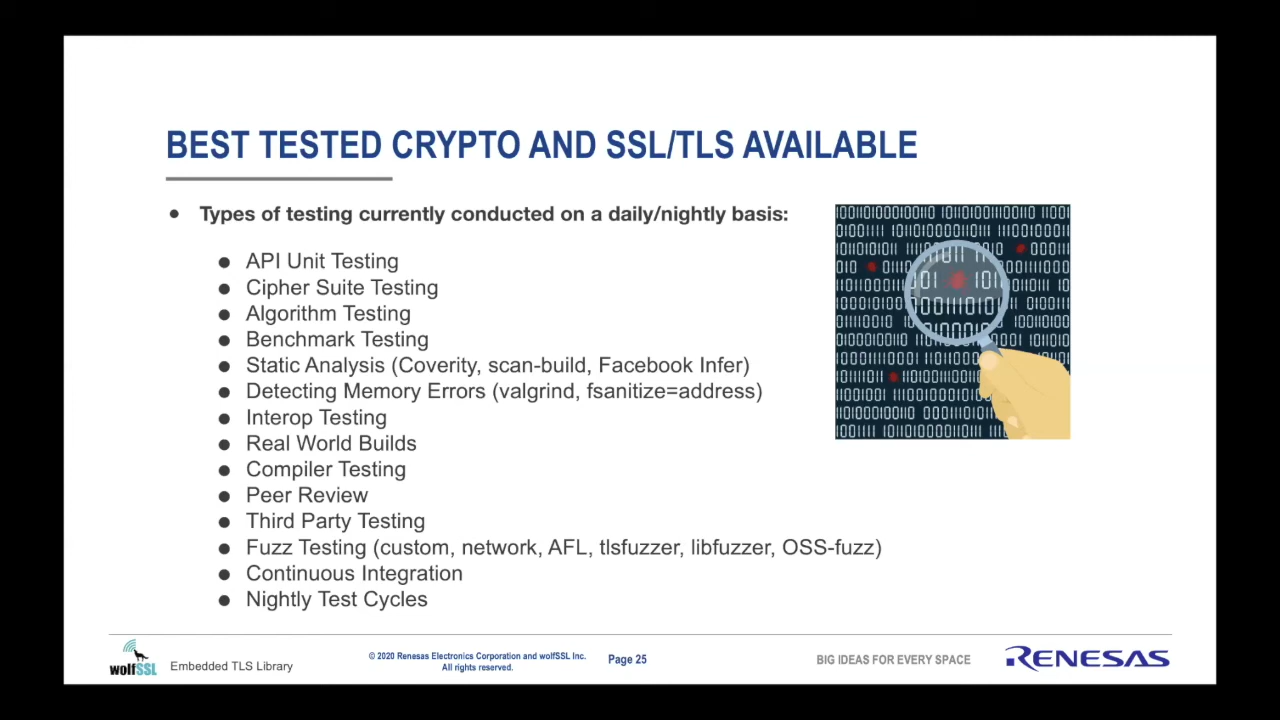 BEST TESTED CRYPTO AND SSL/TLS AVAILABLE
● Types of testing currently conducted on a daily/nightly basis:
● API Unit Testing
● Cipher Suite Testing
● Algorithm Testing
● Benchmark Testing
● Static Analysis (Coverity, scan-build, Facebook Infer)
● Detecting Memory Errors (valgrind, fsanitize=address)
● Interop Testing
● Real World Builds
● Compiler Testing
● Peer Review
● Third Party Testing
● Fuzz Testing (custom, network, AFL, tlsfuzzer, libfuzzer, OSS-fuzz)
● Continuous Integration
● Nightly Test Cycles
wolfSSL
Embedded TLS Library
© 2020 Renesas Electronics Corporation and wolfSSL Inc.
All rights reserved.
Page 25
BIG IDEAS FOR EVERY SPACE
RENESAS